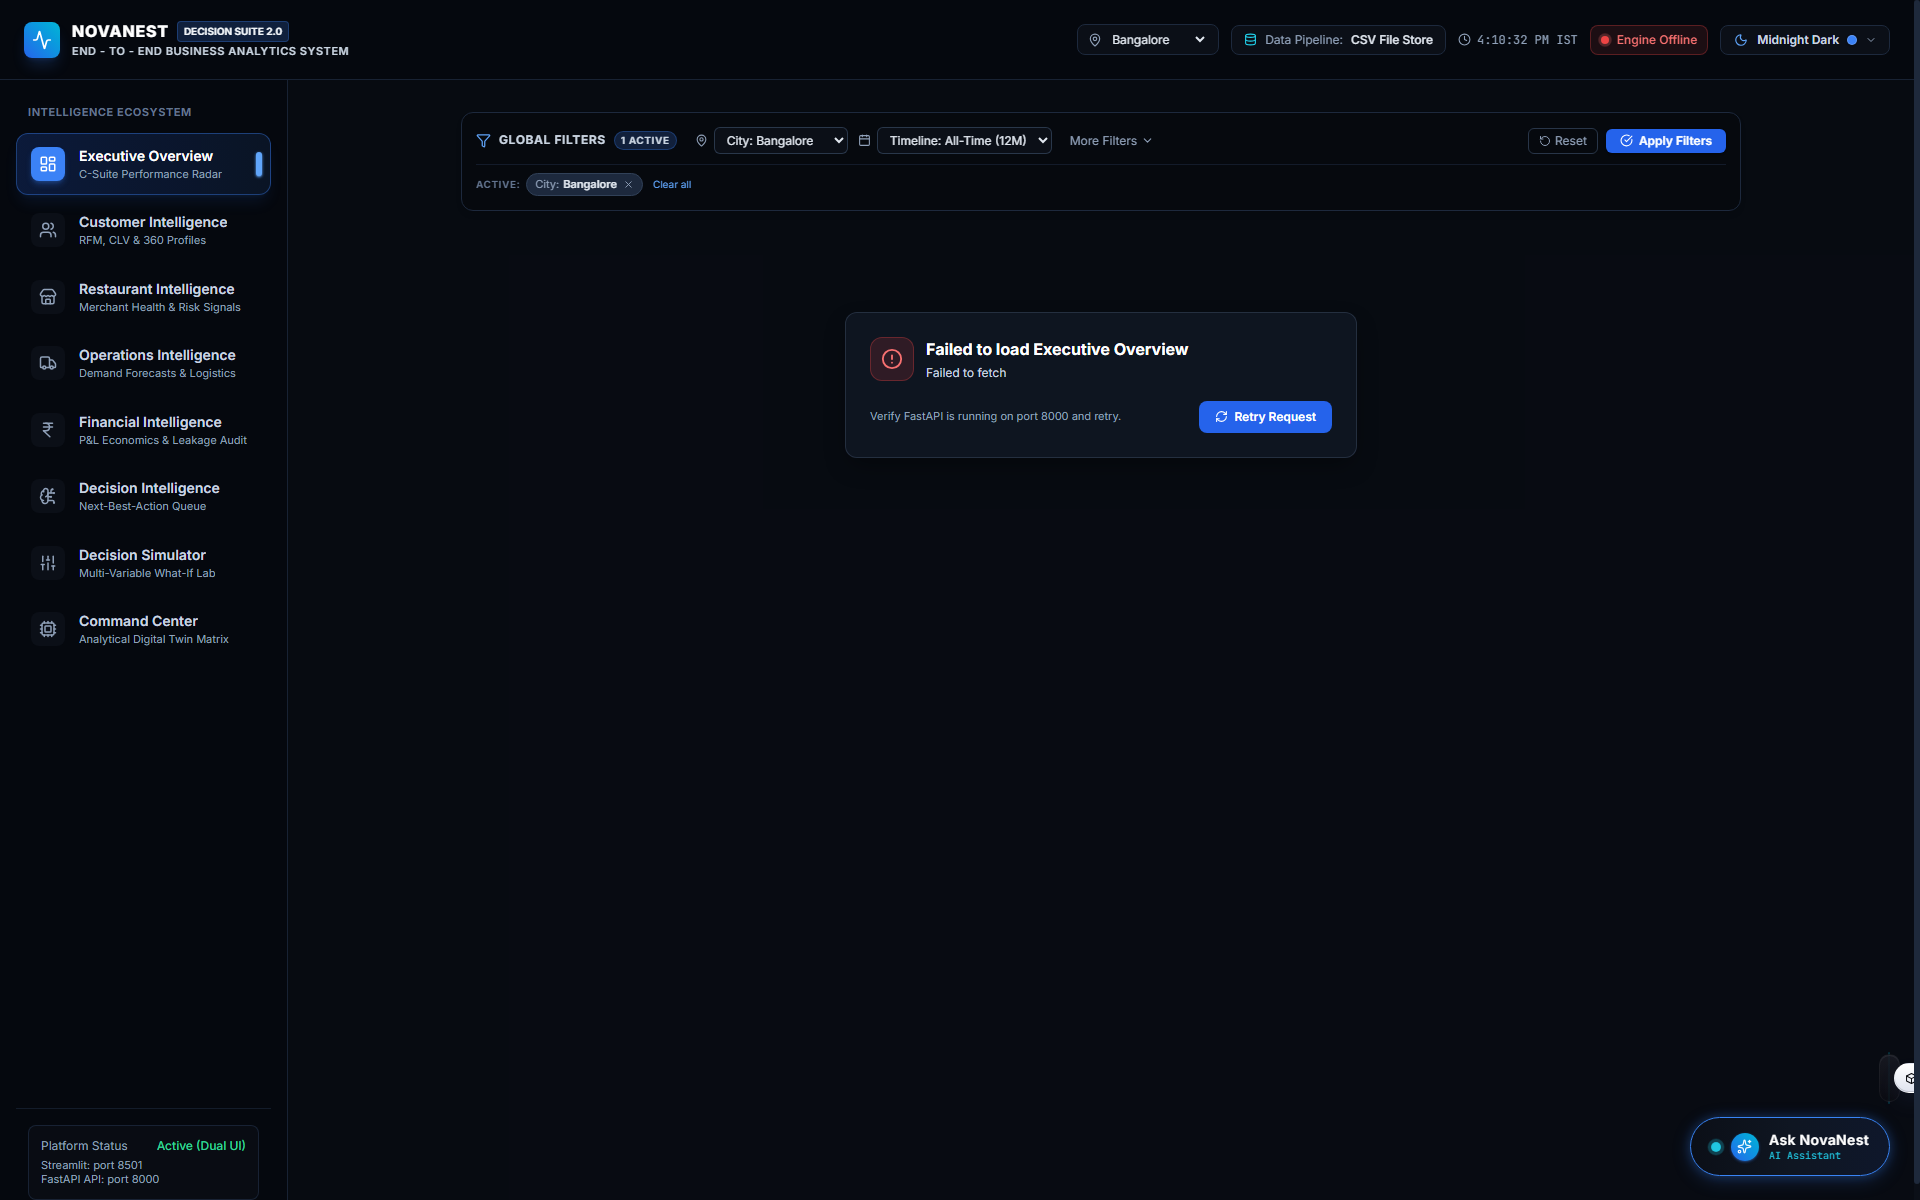 NOVANEST DECISION SUITE 2.0
END - TO - END BUSINESS ANALYTICS SYSTEM
Bangalore
Data Pipeline: CSV File Store
4:10:32 PM IST
Engine Offline
Midnight Dark
INTELLIGENCE ECOSYSTEM
Executive Overview
C-Suite Performance Radar
Customer Intelligence
RFM, CLV & 360 Profiles
Restaurant Intelligence
Merchant Health & Risk Signals
Operations Intelligence
Demand Forecasts & Logistics
Financial Intelligence
P&L Economics & Leakage Audit
Decision Intelligence
Next-Best-Action Queue
Decision Simulator
Multi-Variable What-If Lab
Command Center
Analytical Digital Twin Matrix
Platform Status Active (Dual UI)
Streamlit: port 8501
FastAPI API: port 8000
GLOBAL FILTERS 1 ACTIVE City: Bangalore Timeline: All-Time (12M) More Filters Reset Apply Filters
ACTIVE: City: Bangalore Clear all
Failed to load Executive Overview
Failed to fetch
Verify FastAPI is running on port 8000 and retry.
Retry Request
Ask NovaNest
AI Assistant